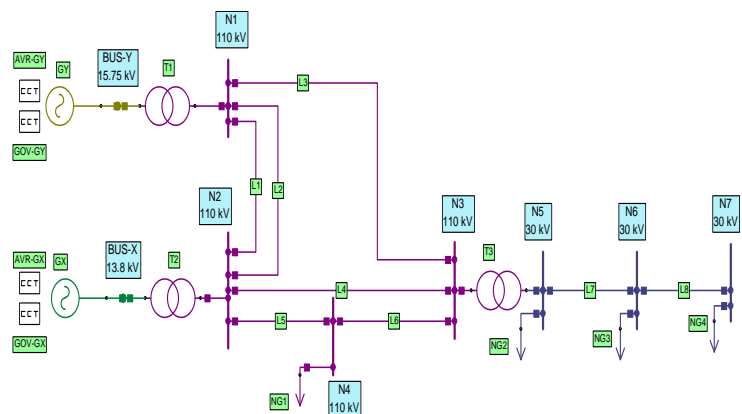 N1
110 kV
AVR-GY
GY
BUS-Y
15.75 kV
T1
CCT
CCT
GOV-GY
L3
L1
L2
N2
110 kV
N3
110 kV
N5
30 kV
N6
30 kV
N7
30 kV
AVR-GX
GX
BUS-X
13.8 kV
T2
T3
CCT
CCT
GOV-GX
L4
L7
L8
L5
L6
NG2
NG3
NG4
NG1
N4
110 kV